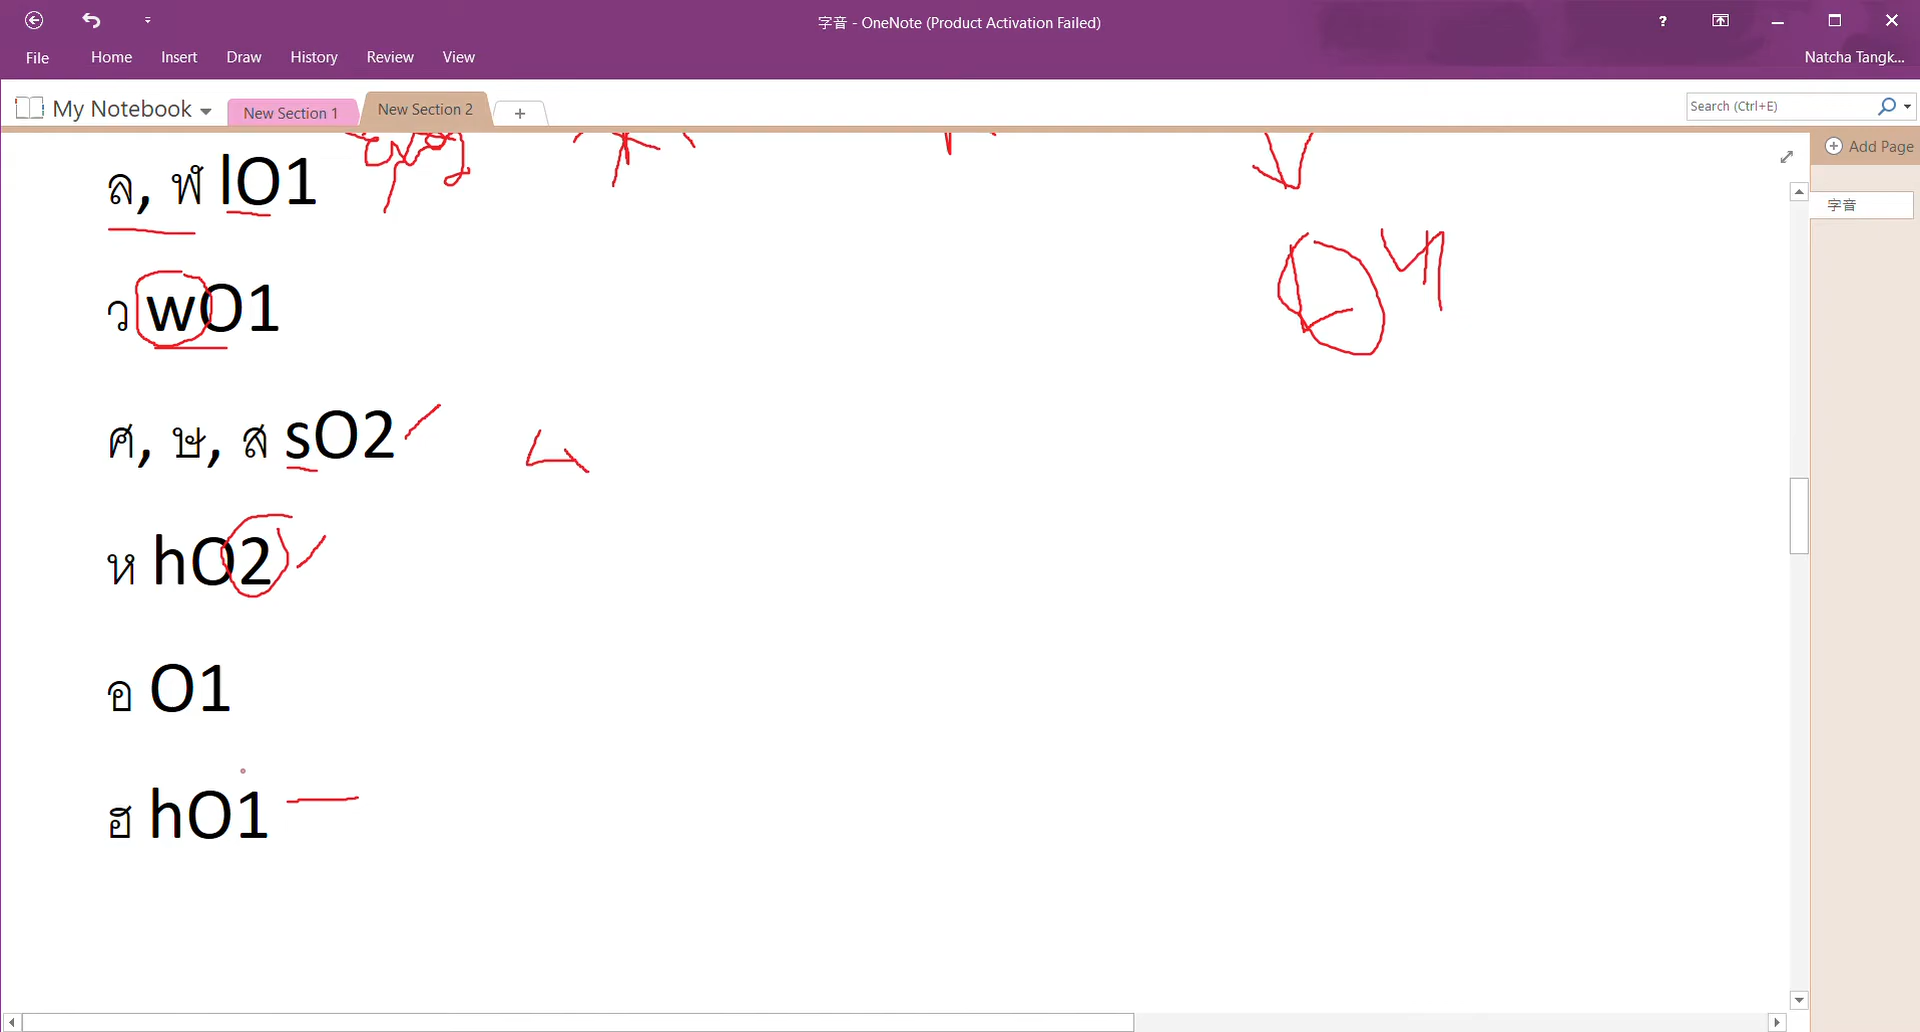 字音 - OneNote (Product Activation Failed)
?
File Home Insert Draw History Review View
Natcha Tangk...
My Notebook New Section 1 New Section 2 +
Search (Ctrl+E)
Add Page
字音
ล, ฬ lO1
ว wO1
ศ, ษ, ส sO2
ห hO2
อ O1
ฮ hO1